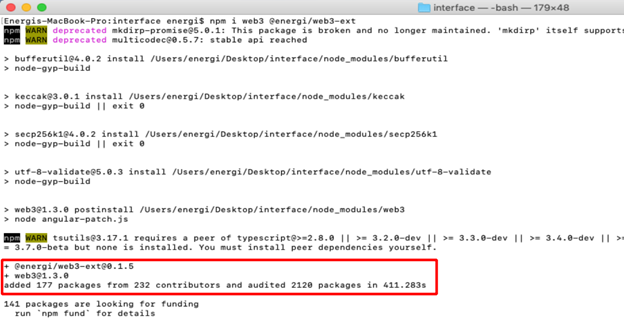 interface — -bash — 179×48
Energis-MacBook-Pro:interface energi$ npm i web3 @energi/web3-ext
npm WARN deprecated mkdirp-promise@5.0.1: This package is broken and no longer maintained. 'mkdirp' itself supports
npm WARN deprecated multicodec@0.5.7: stable api reached
> bufferutil@4.0.2 install /Users/energi/Desktop/interface/node_modules/bufferutil
> node-gyp-build
> keccak@3.0.1 install /Users/energi/Desktop/interface/node_modules/keccak
> node-gyp-build || exit 0
> secp256k1@4.0.2 install /Users/energi/Desktop/interface/node_modules/secp256k1
> node-gyp-build || exit 0
> utf-8-validate@5.0.3 install /Users/energi/Desktop/interface/node_modules/utf-8-validate
> node-gyp-build
> web3@1.3.0 postinstall /Users/energi/Desktop/interface/node_modules/web3
> node angular-patch.js
npm WARN tsutils@3.17.1 requires a peer of typescript@>=2.8.0 || >= 3.2.0-dev || >= 3.3.0-dev || >= 3.4.0-dev || >=
= 3.7.0-beta but none is installed. You must install peer dependencies yourself.
+ @energi/web3-ext@0.1.5
+ web3@1.3.0
added 177 packages from 232 contributors and audited 2120 packages in 411.283s
141 packages are looking for funding
run `npm fund` for details